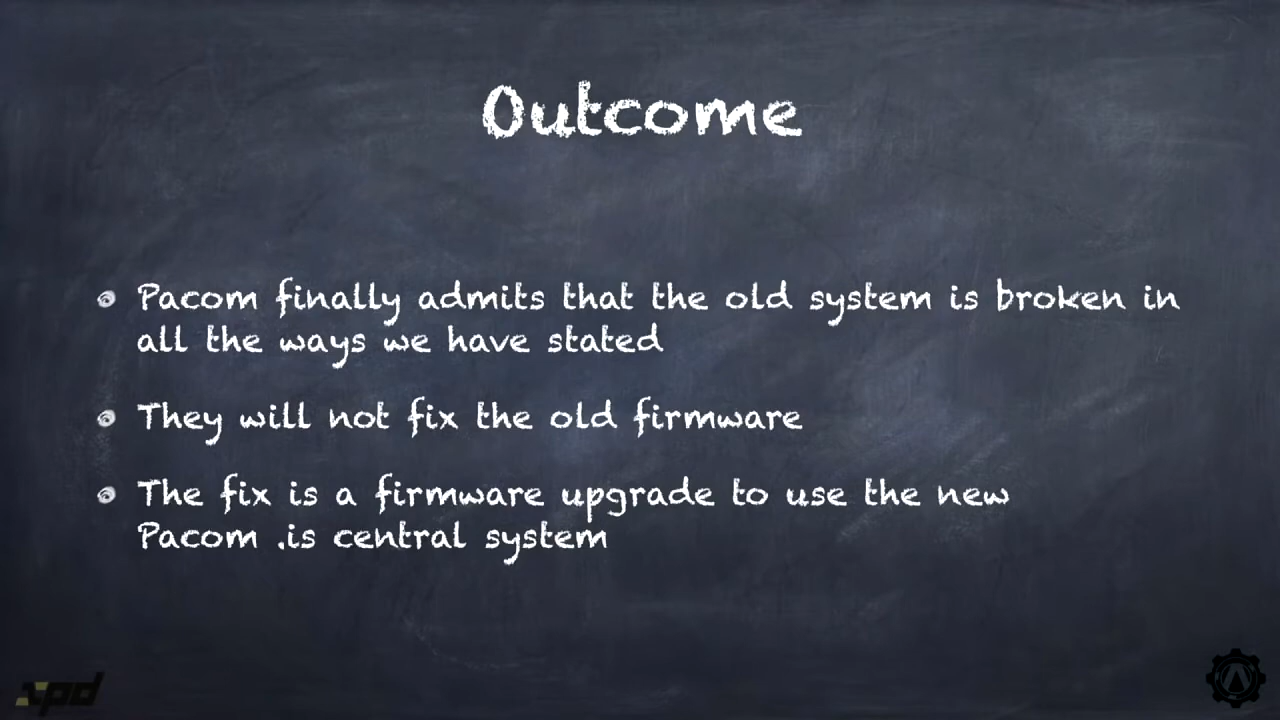 Outcome
Pacom finally admits that the old system is broken in
all the ways we have stated
They will not fix the old firmware
The fix is a firmware upgrade to use the new
Pacom .is central system
xpd